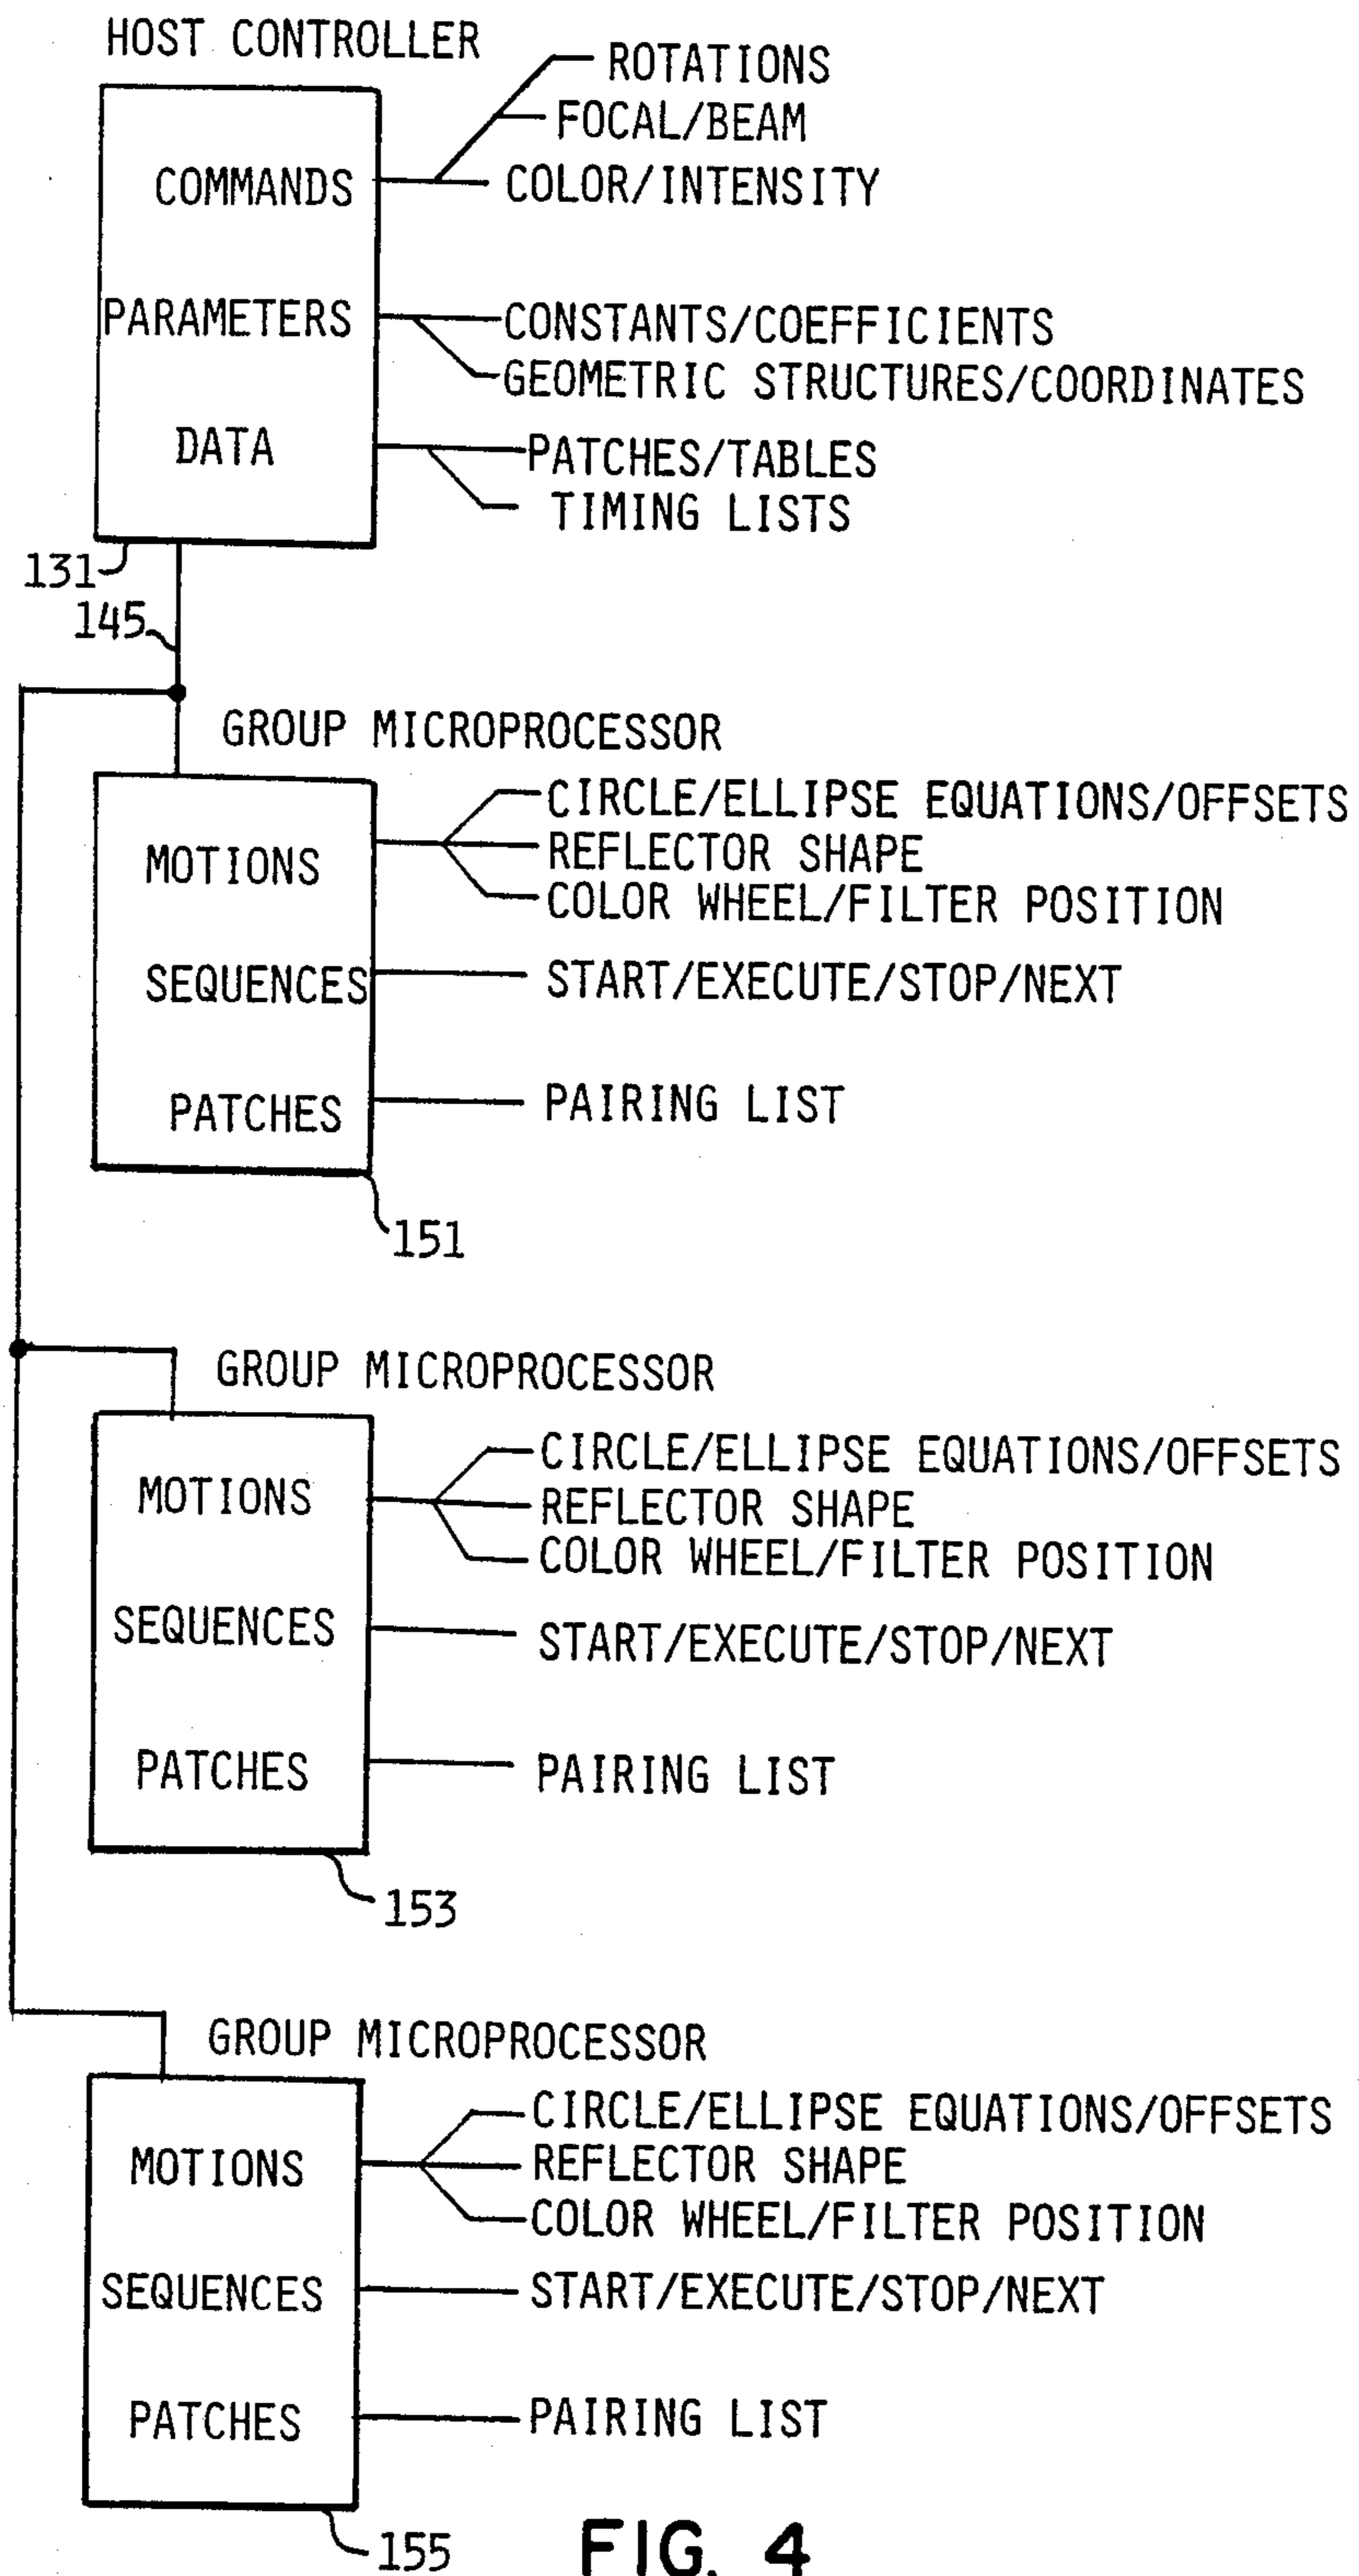 HOST CONTROLLER
ROTATIONS
FOCAL/BEAM
COMMANDS
COLOR/INTENSITY
PARAMETERS
CONSTANTS/COEFFICIENTS
GEOMETRIC STRUCTURES/COORDINATES
DATA
PATCHES/TABLES
TIMING LISTS
131
145
GROUP MICROPROCESSOR
CIRCLE/ELLIPSE EQUATIONS/OFFSETS
MOTIONS
REFLECTOR SHAPE
COLOR WHEEL/FILTER POSITION
SEQUENCES
START/EXECUTE/STOP/NEXT
PATCHES
PAIRING LIST
151
GROUP MICROPROCESSOR
CIRCLE/ELLIPSE EQUATIONS/OFFSETS
MOTIONS
REFLECTOR SHAPE
COLOR WHEEL/FILTER POSITION
SEQUENCES
START/EXECUTE/STOP/NEXT
PATCHES
PAIRING LIST
153
GROUP MICROPROCESSOR
CIRCLE/ELLIPSE EQUATIONS/OFFSETS
MOTIONS
REFLECTOR SHAPE
COLOR WHEEL/FILTER POSITION
SEQUENCES
START/EXECUTE/STOP/NEXT
PATCHES
PAIRING LIST
155
FIG. 4